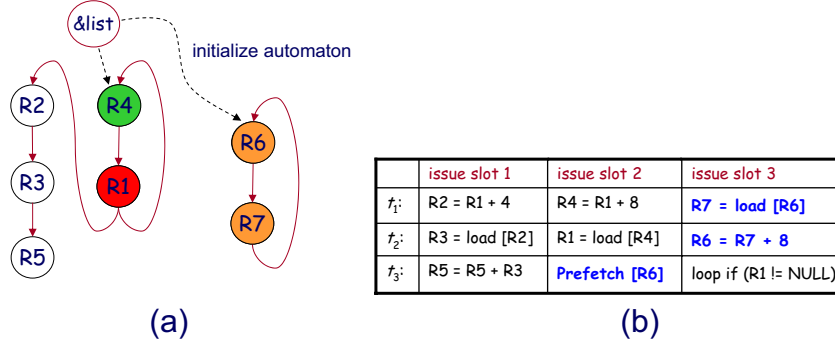 &list
initialize automaton
R2
R4
R6
R3
R1
R7
R5
issue slot 1 issue slot 2 issue slot 3
t₁: R2 = R1 + 4 R4 = R1 + 8 R7 = load [R6]
t₂: R3 = load [R2] R1 = load [R4] R6 = R7 + 8
t₃: R5 = R5 + R3 Prefetch [R6] loop if (R1 != NULL)
(a) (b)